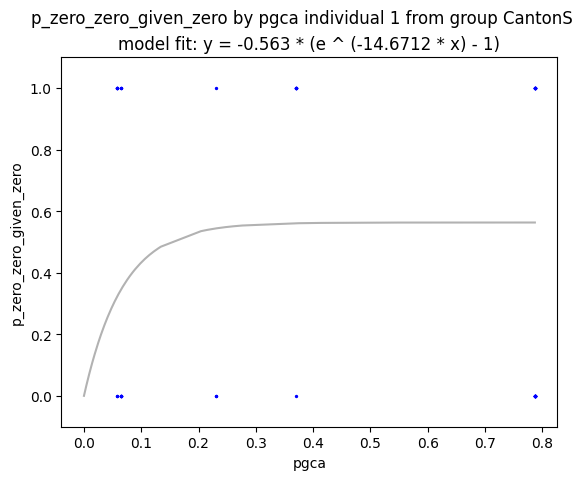 p_zero_zero_given_zero by pgca individual 1 from group CantonS
model fit: y = -0.563 * (e ^ (-14.6712 * x) - 1)
1.0
0.8
0.6
0.4
0.2
0.0
p_zero_zero_given_zero
0.0 0.1 0.2 0.3 0.4 0.5 0.6 0.7 0.8
pgca